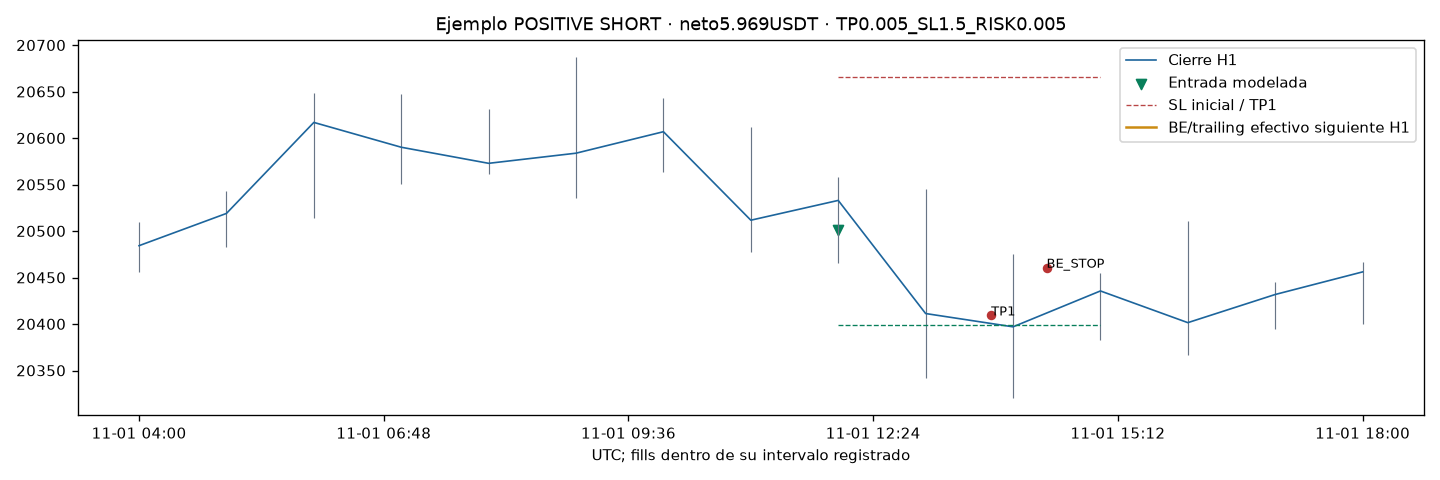 Ejemplo POSITIVE SHORT · neto5.969USDT · TP0.005_SL1.5_RISK0.005
20700
20650
20600
20550
20500
20450
20400
20350
Cierre H1
Entrada modelada
SL inicial / TP1
BE/trailing efectivo siguiente H1
BE_STOP
TP1
11-01 04:00
11-01 06:48
11-01 09:36
11-01 12:24
11-01 15:12
11-01 18:00
UTC; fills dentro de su intervalo registrado